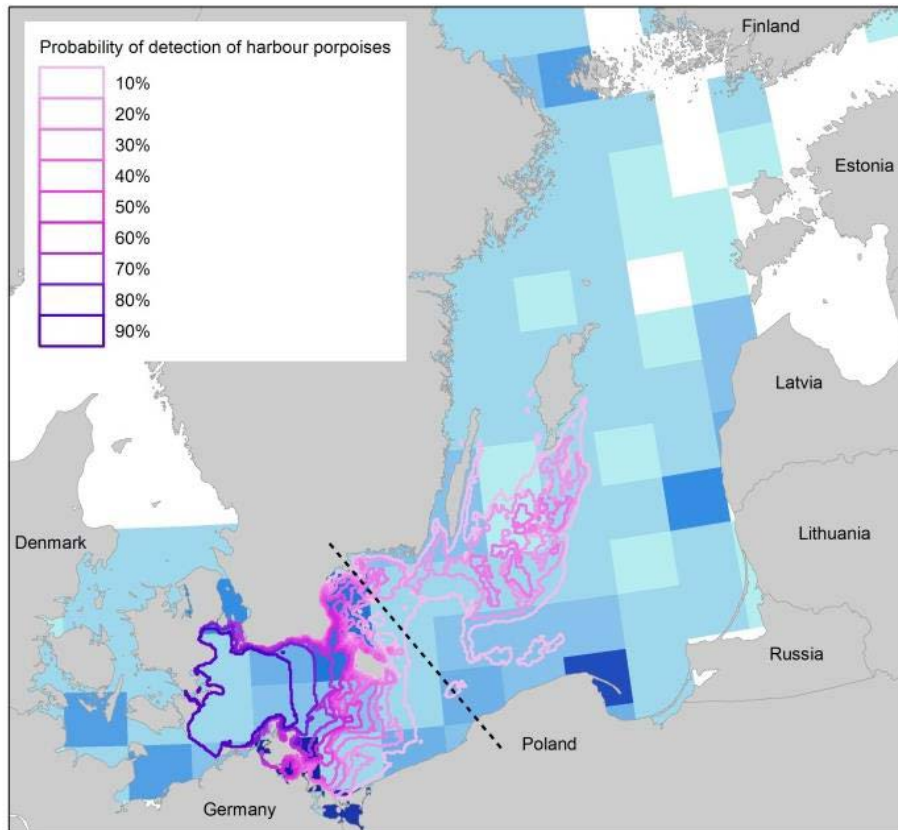 Finland
Probability of detection of harbour porpoises
10%
20%
30%
40%
50%
60%
70%
80%
90%
Estonia
Latvia
Denmark
Lithuania
Russia
Poland
Germany